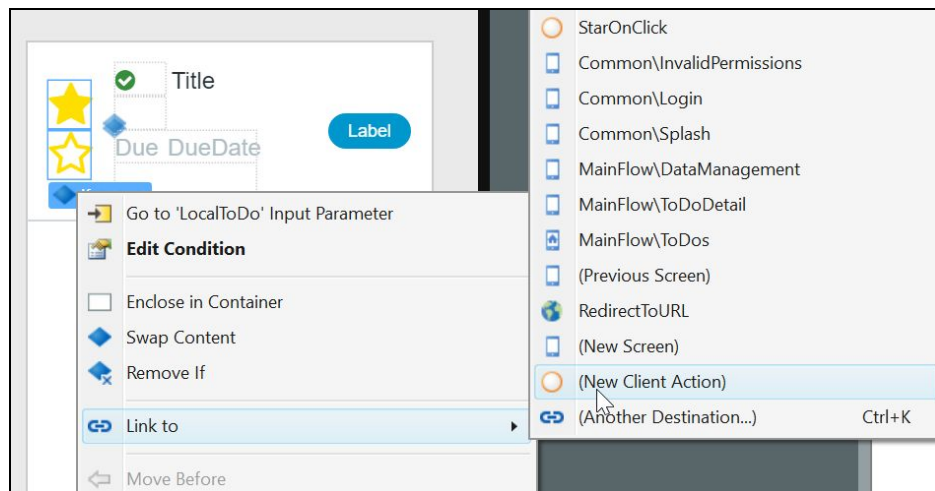 Title
Due DueDate
Label
Go to 'LocalToDo' Input Parameter
Edit Condition
Enclose in Container
Swap Content
Remove If
Link to
Move Before
StarOnClick
Common\InvalidPermissions
Common\Login
Common\Splash
MainFlow\DataManagement
MainFlow\ToDoDetail
MainFlow\ToDos
(Previous Screen)
RedirectToURL
(New Screen)
(New Client Action)
(Another Destination...) Ctrl+K